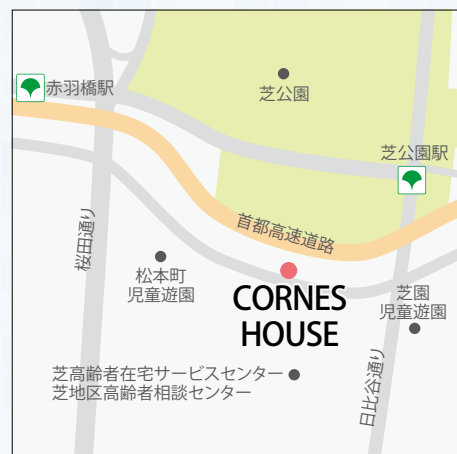 赤羽橋駅
芝公園
芝公園駅
桜田通り
首都高速道路
松本町
児童遊園
CORNES
HOUSE
芝園
児童遊園
芝高齢者在宅サービスセンター
芝地区高齢者相談センター
日比谷通り